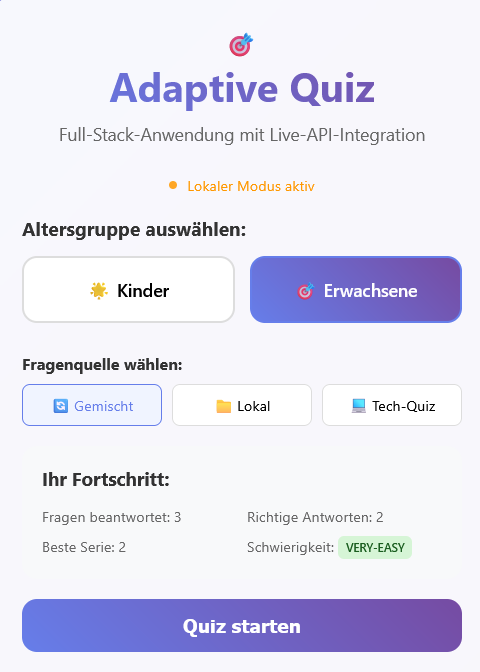 Adaptive Quiz
Full-Stack-Anwendung mit Live-API-Integration
Lokaler Modus aktiv
Altersgruppe auswählen:
Kinder
Erwachsene
Fragenquelle wählen:
Gemischt
Lokal
Tech-Quiz
Ihr Fortschritt:
Fragen beantwortet: 3
Richtige Antworten: 2
Beste Serie: 2
Schwierigkeit: VERY-EASY
Quiz starten